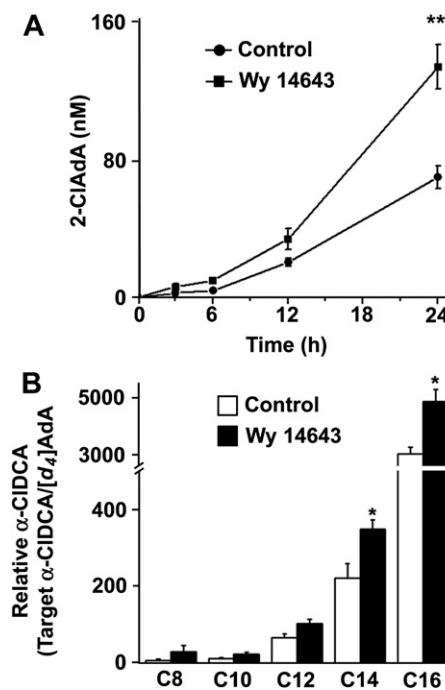 A
160
**
Control
Wy 14643
2-ClAdA (nM)
80
0
0 6 12 18 24
Time (h)
B
5000
*
Control
Wy 14643
3000
Relative α-ClDCA
(Target α-ClDCA/[d4]AdA)
400
*
200
0
C8 C10 C12 C14 C16